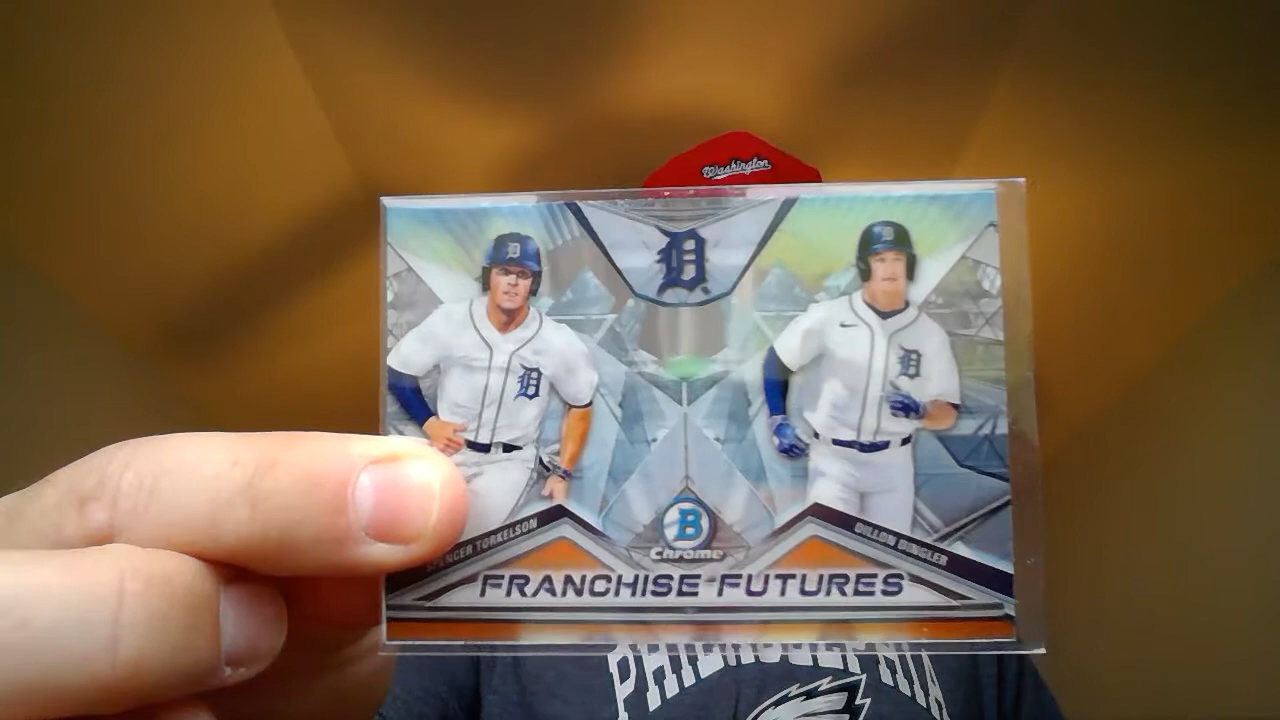 Washington
D
D
D
D
D
SPENCER TORKELSON
DILLON DINGLER
B
Chrome
FRANCHISE FUTURES
PHILADELPHIA